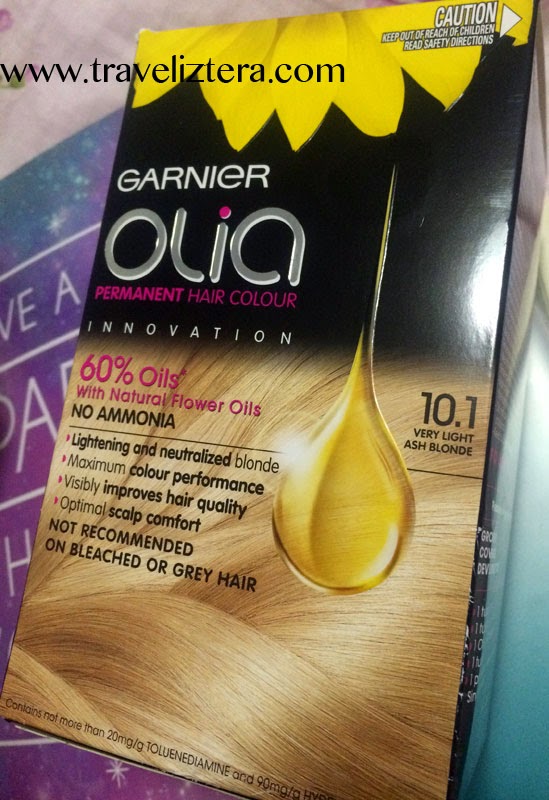 CAUTION
KEEP OUT OF REACH OF CHILDREN
READ SAFETY DIRECTIONS
www.traveliztera.com
GARNIER
OLIA
PERMANENT HAIR COLOUR
INNOVATION
60% Oils*
With Natural Flower Oils
NO AMMONIA
Lightening and neutralized blonde
Maximum colour performance
Visibly improves hair quality
Optimal scalp comfort
NOT RECOMMENDED
ON BLEACHED OR GREY HAIR
10.1
VERY LIGHT
ASH BLONDE
VE A
Contains not more than 20mg/g TOLUENEDIAMINE and 90mg/g